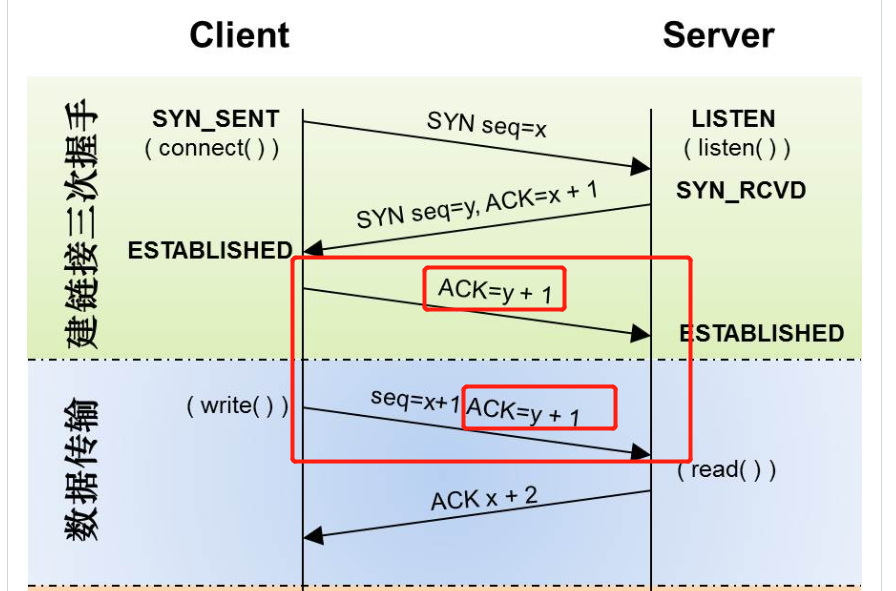 Client
Server
建链接三次握手
SYN_SENT
( connect( ) )
SYN seq=x
LISTEN
( listen( ) )
SYN_RCVD
SYN seq=y, ACK=x + 1
ESTABLISHED
ACK=y + 1
ESTABLISHED
数据传输
( write( ) )
seq=x+1 ACK=y + 1
( read( ) )
ACK x + 2